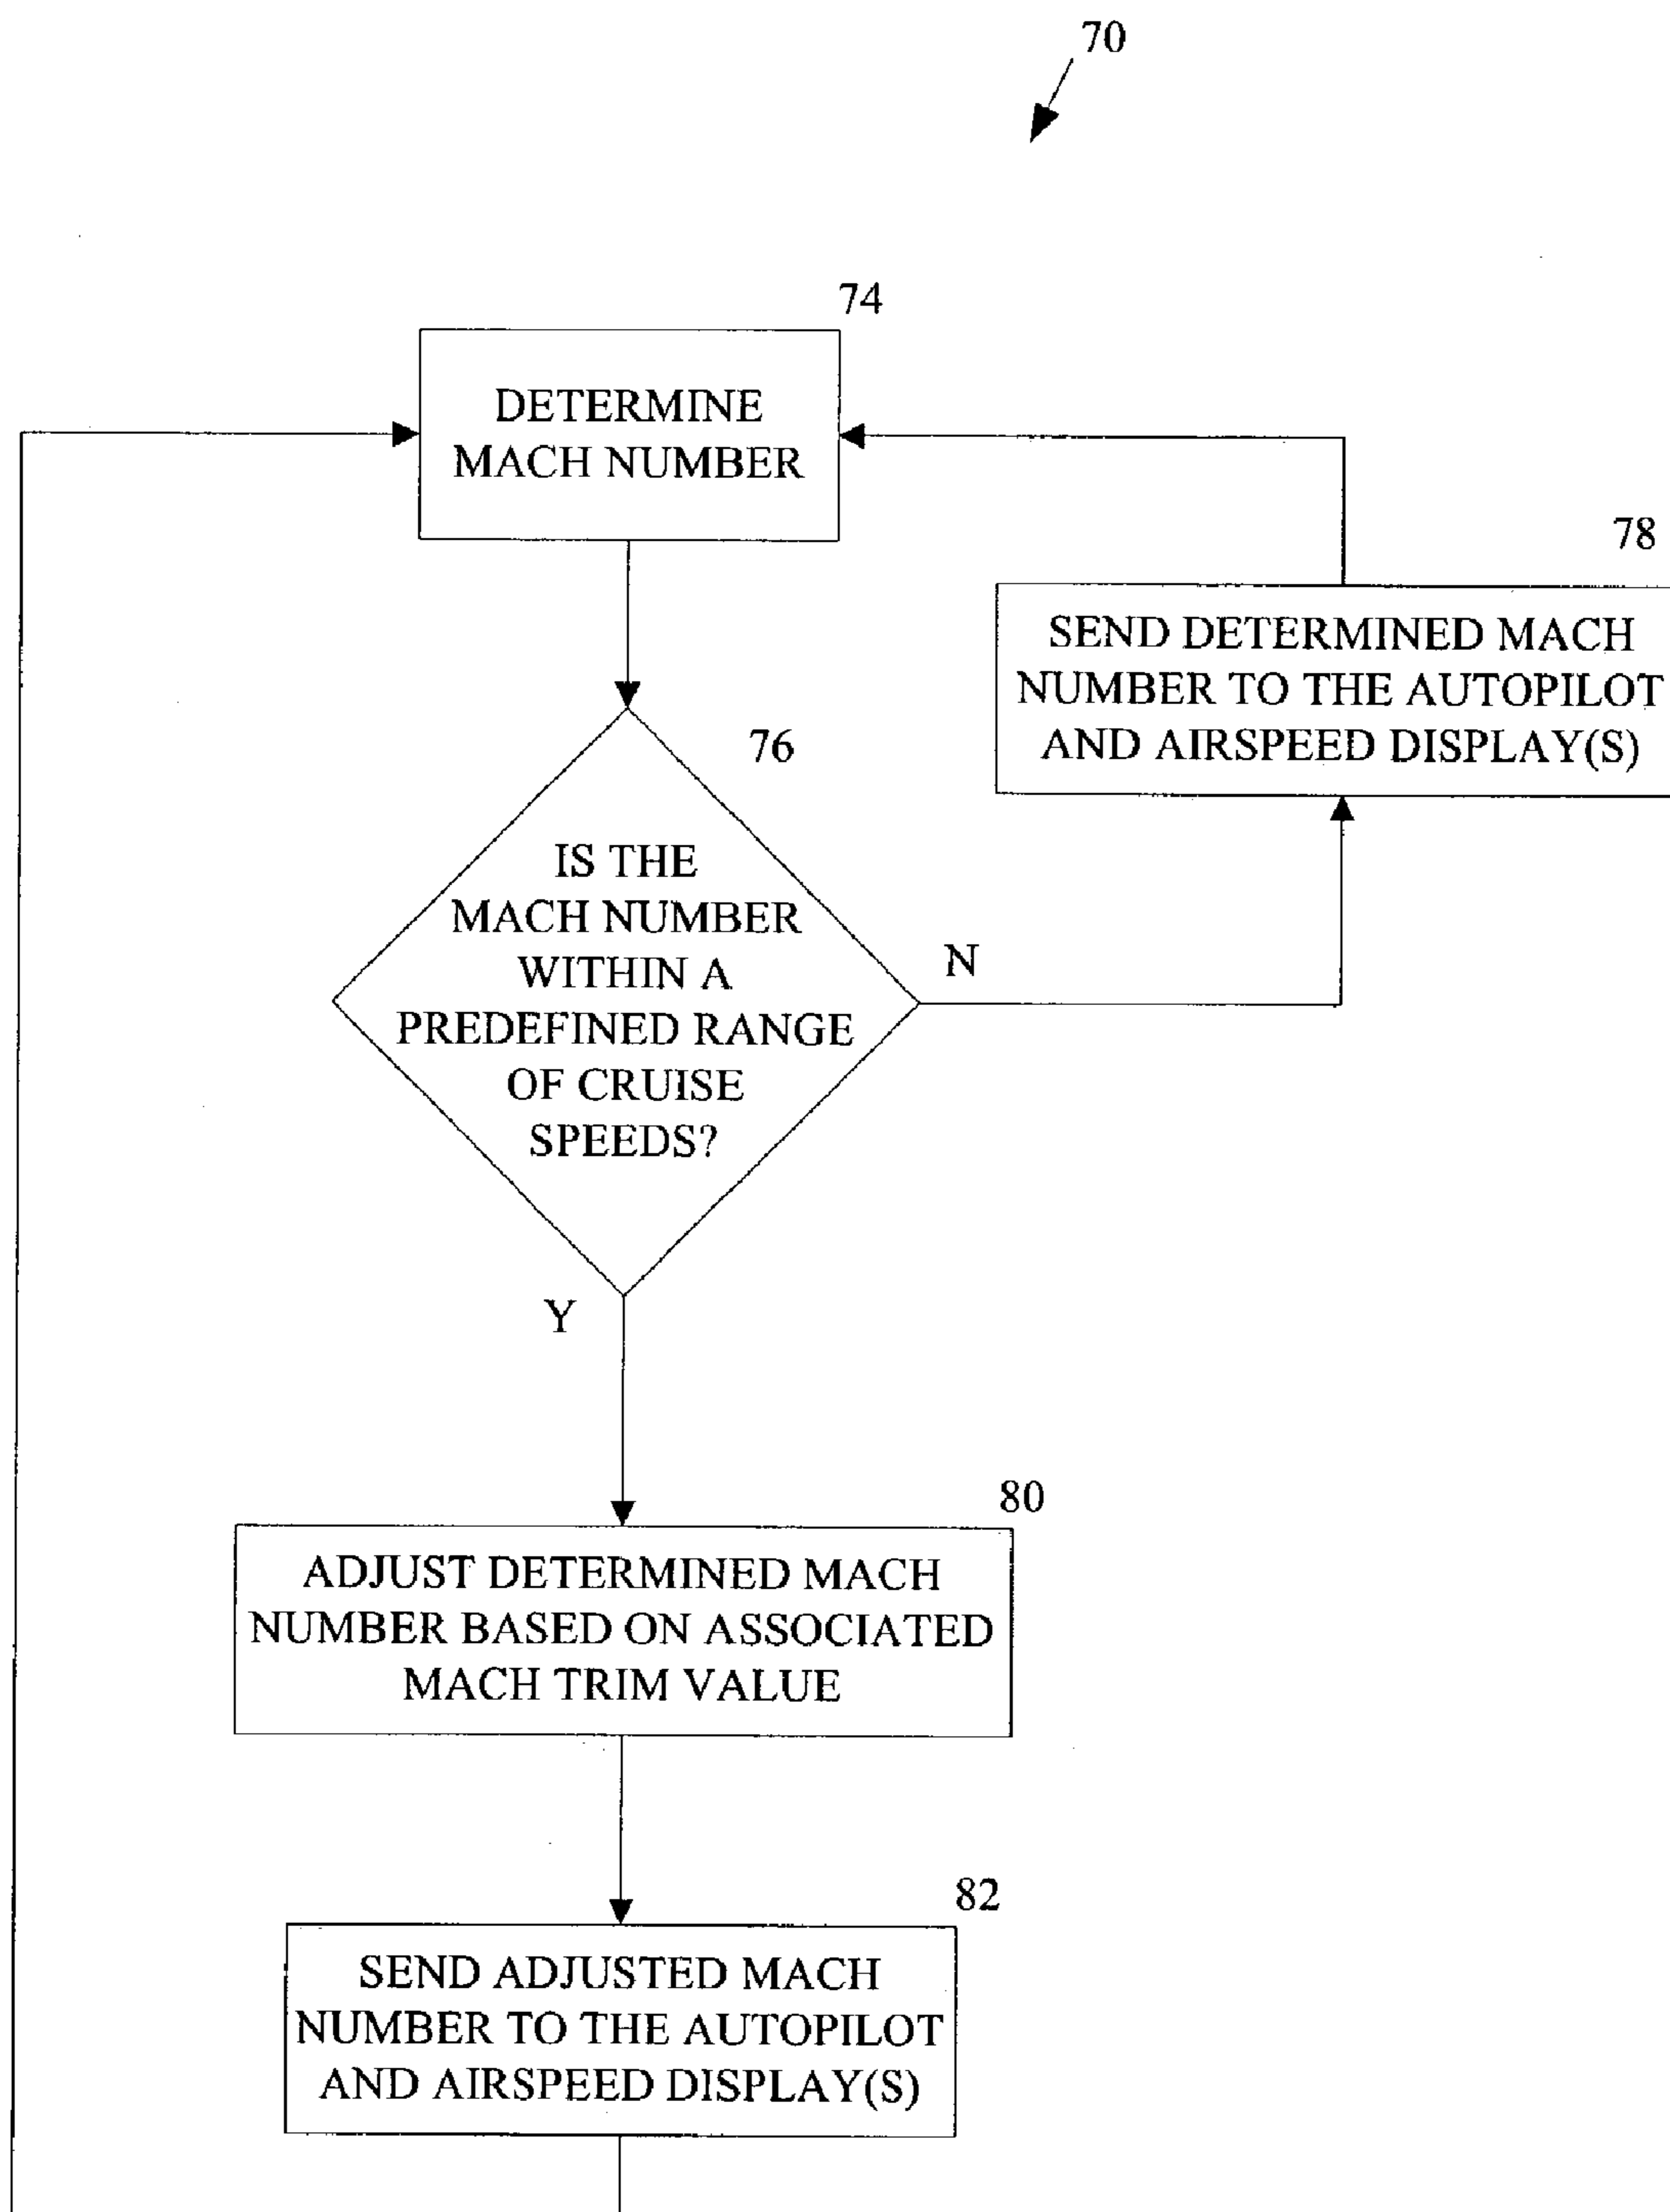 70
74
DETERMINE
MACH NUMBER
78
SEND DETERMINED MACH
NUMBER TO THE AUTOPILOT
AND AIRSPEED DISPLAY(S)
76
IS THE
MACH NUMBER
WITHIN A
PREDEFINED RANGE
OF CRUISE
SPEEDS?
N
Y
80
ADJUST DETERMINED MACH
NUMBER BASED ON ASSOCIATED
MACH TRIM VALUE
82
SEND ADJUSTED MACH
NUMBER TO THE AUTOPILOT
AND AIRSPEED DISPLAY(S)